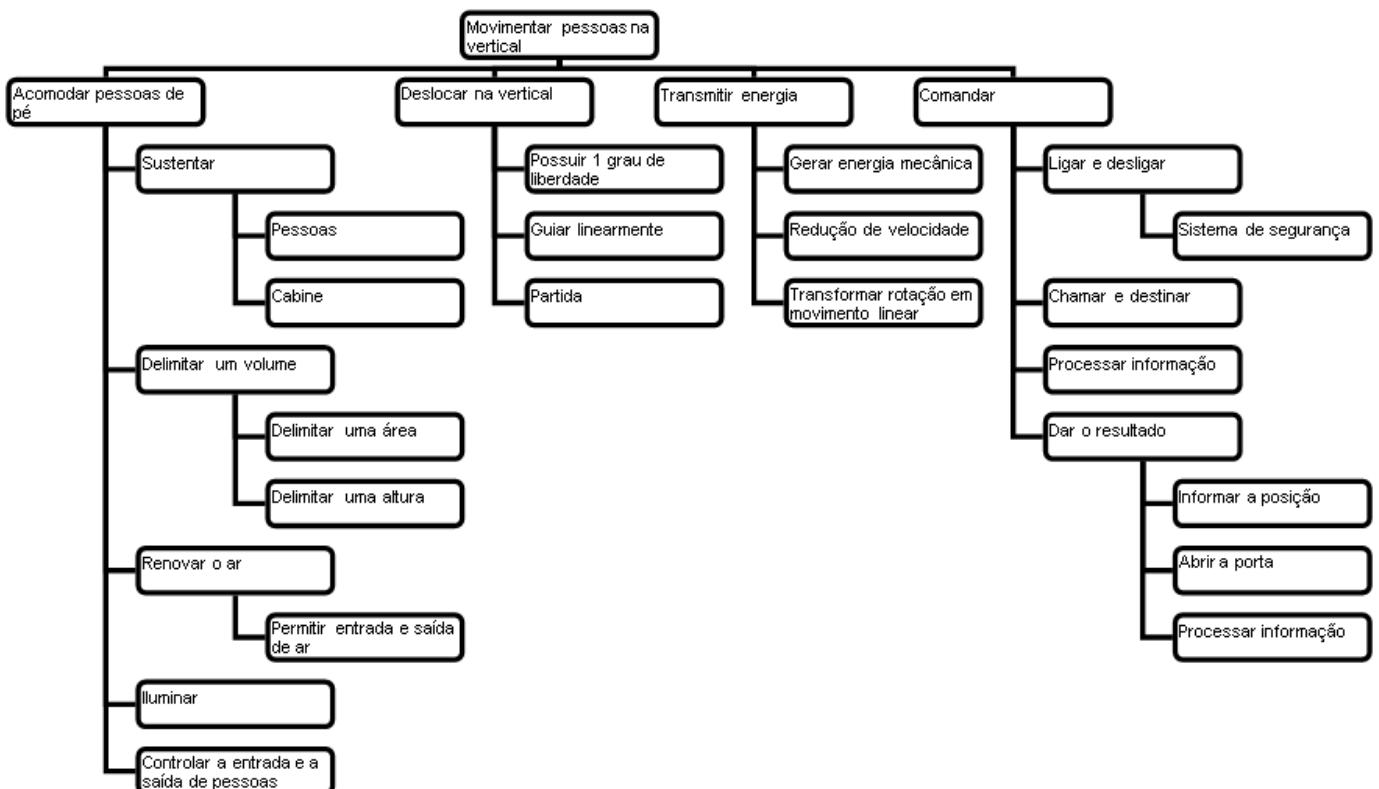 Movimentar pessoas na
vertical
Acomodar pessoas de
pé
Deslocar na vertical
Transmitir energia
Comandar
Sustentar
Pessoas
Cabine
Delimitar um volume
Delimitar uma área
Delimitar uma altura
Renovar o ar
Permitir entrada e saída
de ar
Iluminar
Controlar a entrada e a
saída de pessoas
Possuir 1 grau de
liberdade
Guiar linearmente
Partida
Gerar energia mecânica
Redução de velocidade
Transformar rotação em
movimento linear
Ligar e desligar
Sistema de segurança
Chamar e destinar
Processar informação
Dar o resultado
Informar a posição
Abrir a porta
Processar informação